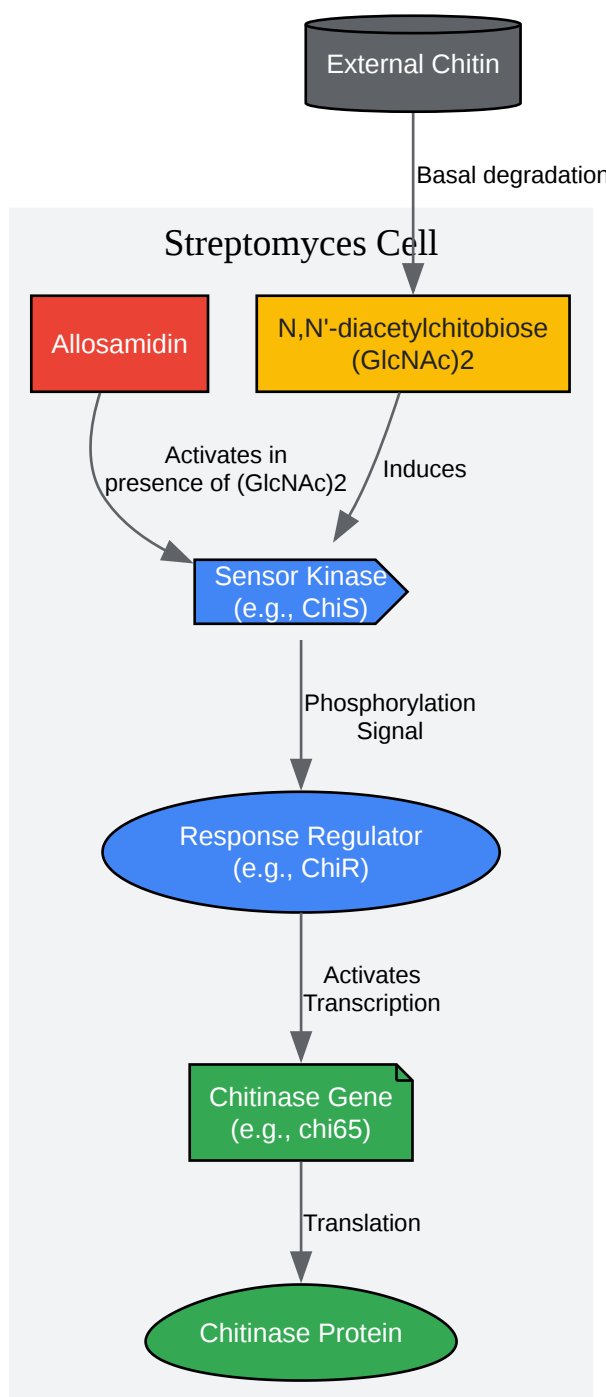 External Chitin
Basal degradation
Streptomyces Cell
Allosamidin
N,N'-diacetylchitobiose
(GlcNAc)2
Activates in
presence of (GlcNAc)2
Induces
Sensor Kinase
(e.g., ChiS)
Phosphorylation
Signal
Response Regulator
(e.g., ChiR)
Activates
Transcription
Chitinase Gene
(e.g., chi65)
Translation
Chitinase Protein